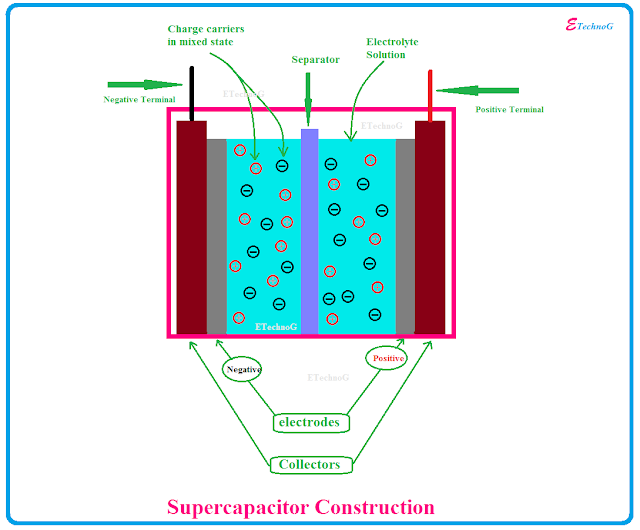 ETechnoG
Charge carriers
in mixed state
Electrolyte
Solution
Separator
Negative Terminal
ETechnoG
Positive Terminal
ETechnoG
ETechnoG
Negative
Positive
ETechnoG
electrodes
Collectors
Supercapacitor Construction